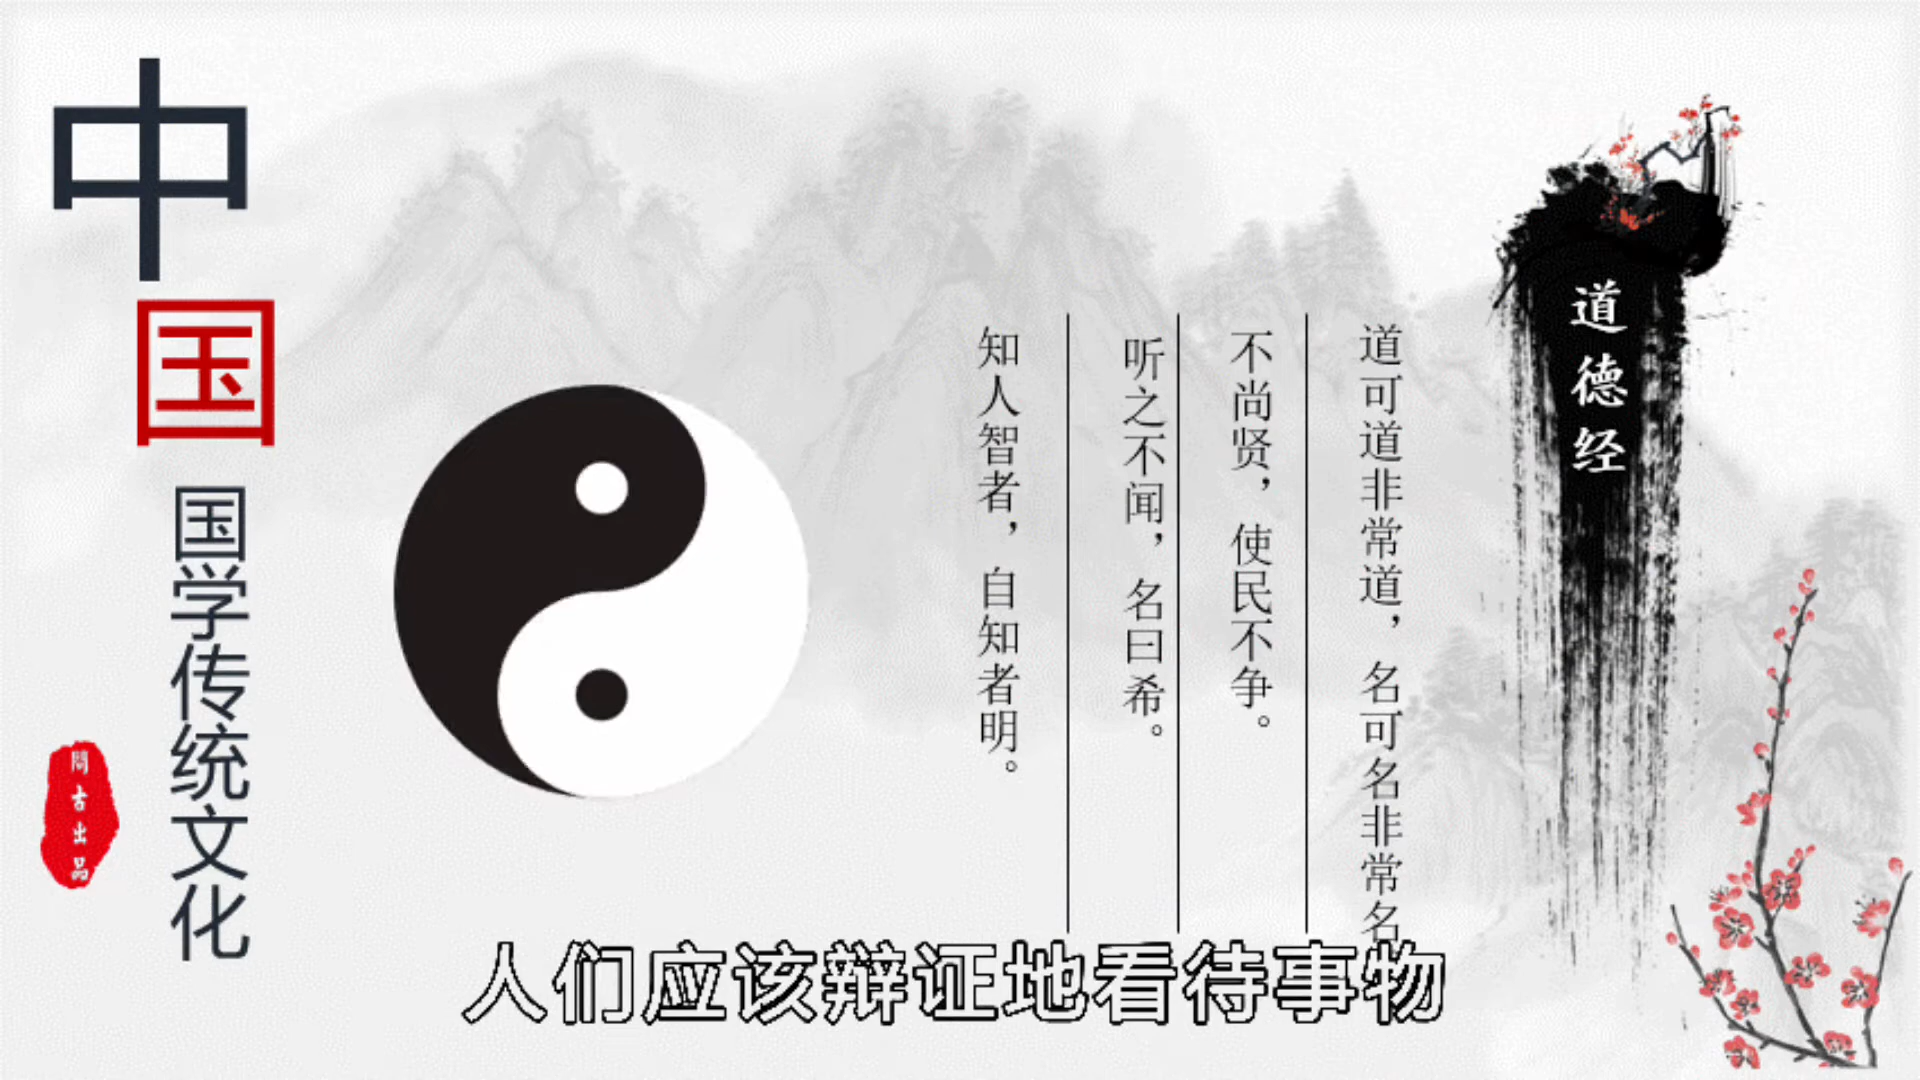 中国
国学传统文化
問古出品
道德经
道可道非常道，名可名非常名
不尚贤，使民不争。
听之不闻，名曰希。
知人智者，自知者明。
人们应该辩证地看待事物